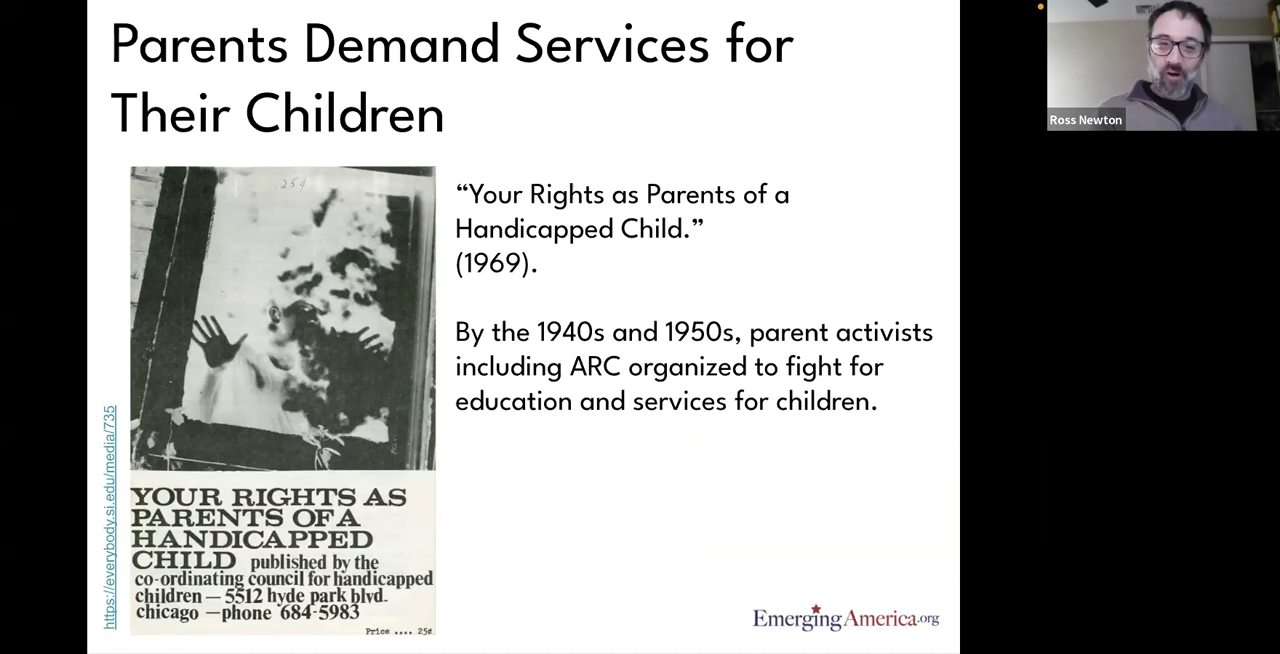 Parents Demand Services for
Their Children
.25¢
“Your Rights as Parents of a
Handicapped Child.”
(1969).
By the 1940s and 1950s, parent activists
including ARC organized to fight for
education and services for children.
https://everybody.si.edu/media/735
YOUR RIGHTS AS
PARENTS OF A
HANDICAPPED
CHILD published by the
co-ordinating council for handicapped
children — 5512 hyde park blvd.
chicago — phone 684-5983
Price .... 25¢
EmergingAmerica.org
Ross Newton